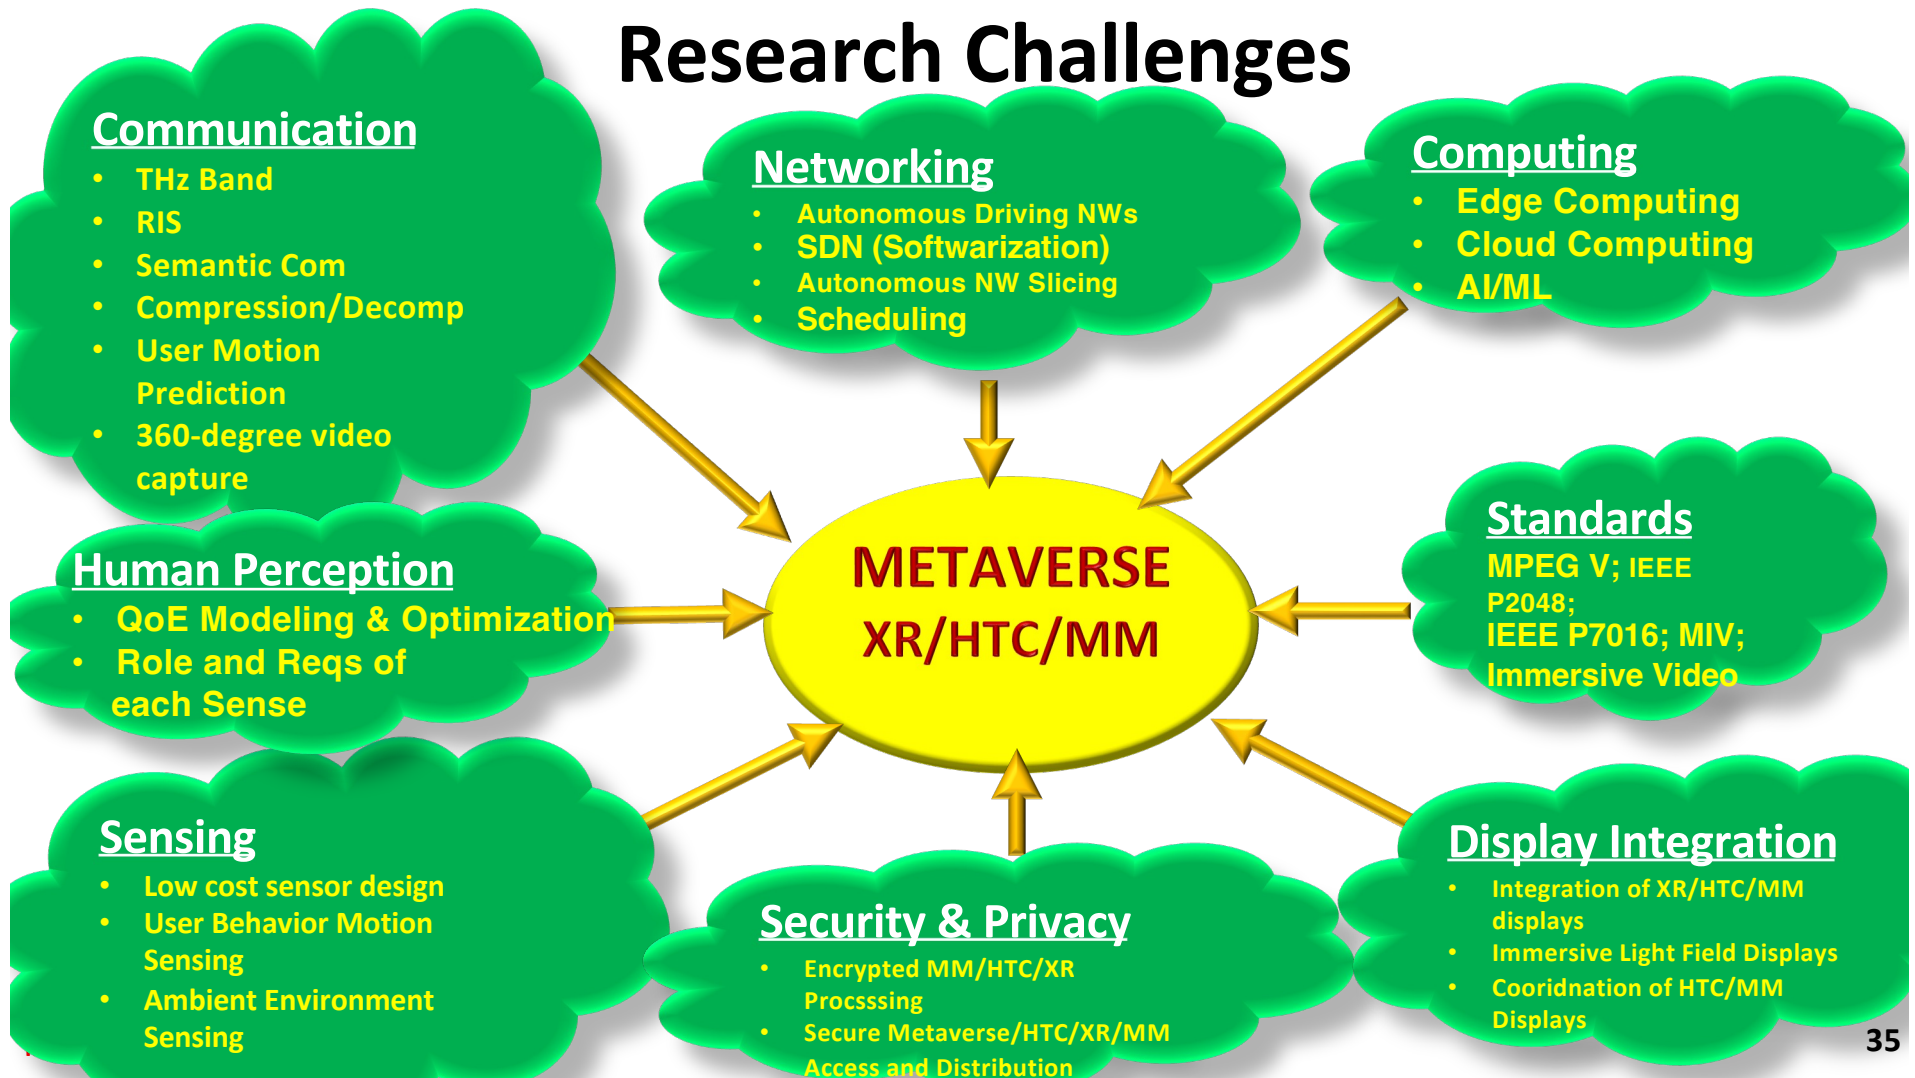 Research Challenges
Communication
• THz Band
• RIS
• Semantic Com
• Compression/Decomp
• User Motion
Prediction
• 360-degree video
capture
Networking
• Autonomous Driving NWs
• SDN (Softwarization)
• Autonomous NW Slicing
• Scheduling
Computing
• Edge Computing
• Cloud Computing
• AI/ML
Human Perception
• QoE Modeling & Optimization
• Role and Reqs of
each Sense
METAVERSE
XR/HTC/MM
Standards
MPEG V; IEEE
P2048;
IEEE P7016; MIV;
Immersive Video
Sensing
• Low cost sensor design
• User Behavior Motion
Sensing
• Ambient Environment
Sensing
Security & Privacy
• Encrypted MM/HTC/XR
Procsssing
• Secure Metaverse/HTC/XR/MM
Access and Distribution
Display Integration
• Integration of XR/HTC/MM
displays
• Immersive Light Field Displays
• Cooridnation of HTC/MM
Displays
35